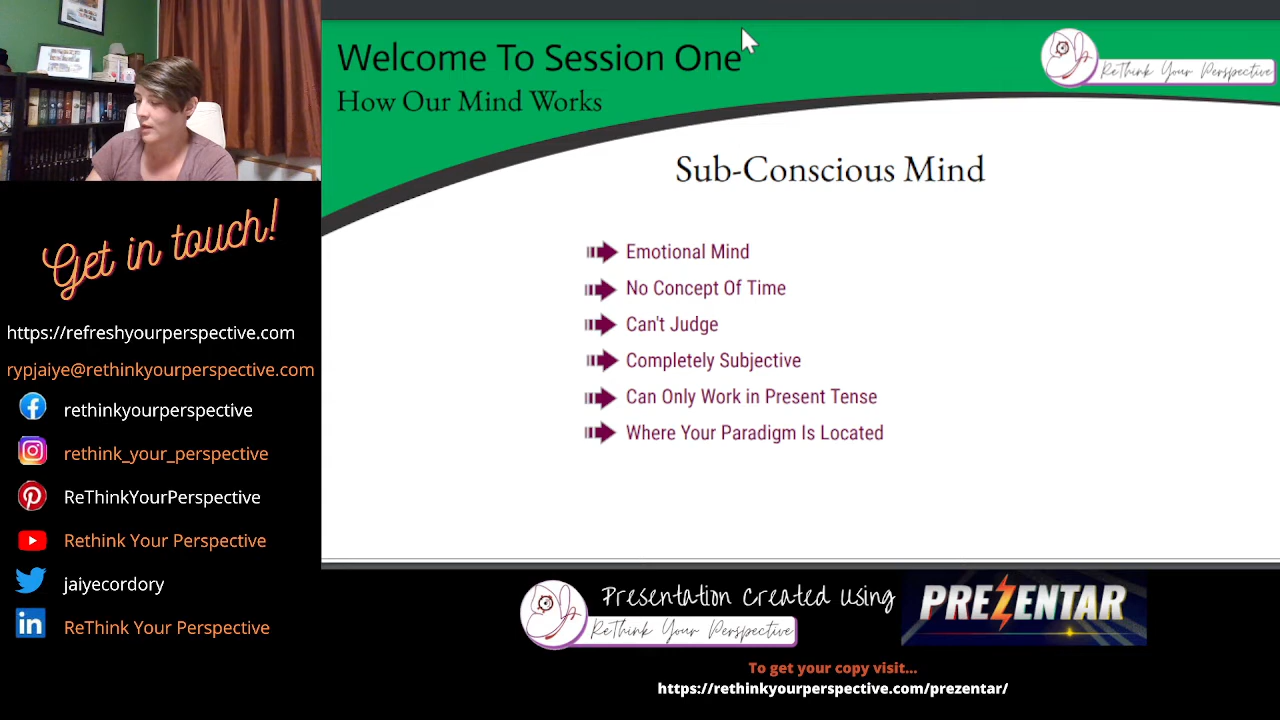 Welcome To Session One
How Our Mind Works
ReThink Your Perspective
Sub-Conscious Mind
Emotional Mind
No Concept Of Time
Can't Judge
Completely Subjective
Can Only Work in Present Tense
Where Your Paradigm Is Located
Get in touch!
https://refreshyourperspective.com
rypjaiye@rethinkyourperspective.com
rethinkyourperspective
rethink_your_perspective
ReThinkYourPerspective
Rethink Your Perspective
jaiyecordory
ReThink Your Perspective
Presentation Created Using
ReThink Your Perspective
PREZENTAR
To get your copy visit...
https://rethinkyourperspective.com/prezentar/